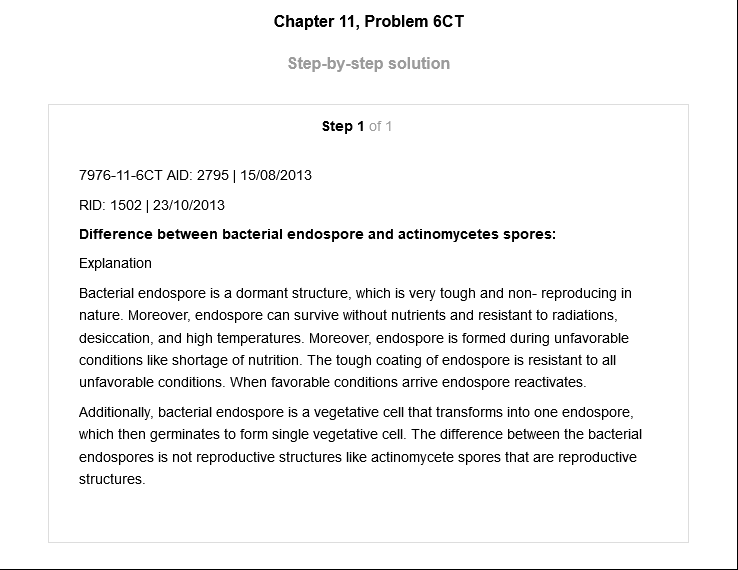 Chapter 11, Problem 6CT
Step-by-step solution
Step 1 of 1
7976-11-6CT AID: 2795 | 15/08/2013
RID: 1502 | 23/10/2013
Difference between bacterial endospore and actinomycetes spores:
Explanation
Bacterial endospore is a dormant structure, which is very tough and non- reproducing in
nature. Moreover, endospore can survive without nutrients and resistant to radiations,
desiccation, and high temperatures. Moreover, endospore is formed during unfavorable
conditions like shortage of nutrition. The tough coating of endospore is resistant to all
unfavorable conditions. When favorable conditions arrive endospore reactivates.
Additionally, bacterial endospore is a vegetative cell that transforms into one endospore,
which then germinates to form single vegetative cell. The difference between the bacterial
endospores is not reproductive structures like actinomycete spores that are reproductive
structures.